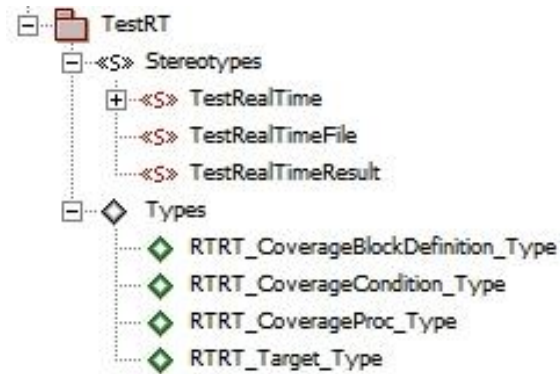 TestRT
«S» Stereotypes
«S» TestRealTime
«S» TestRealTimeFile
«S» TestRealTimeResult
Types
RTRT_CoverageBlockDefinition_Type
RTRT_CoverageCondition_Type
RTRT_CoverageProc_Type
RTRT_Target_Type